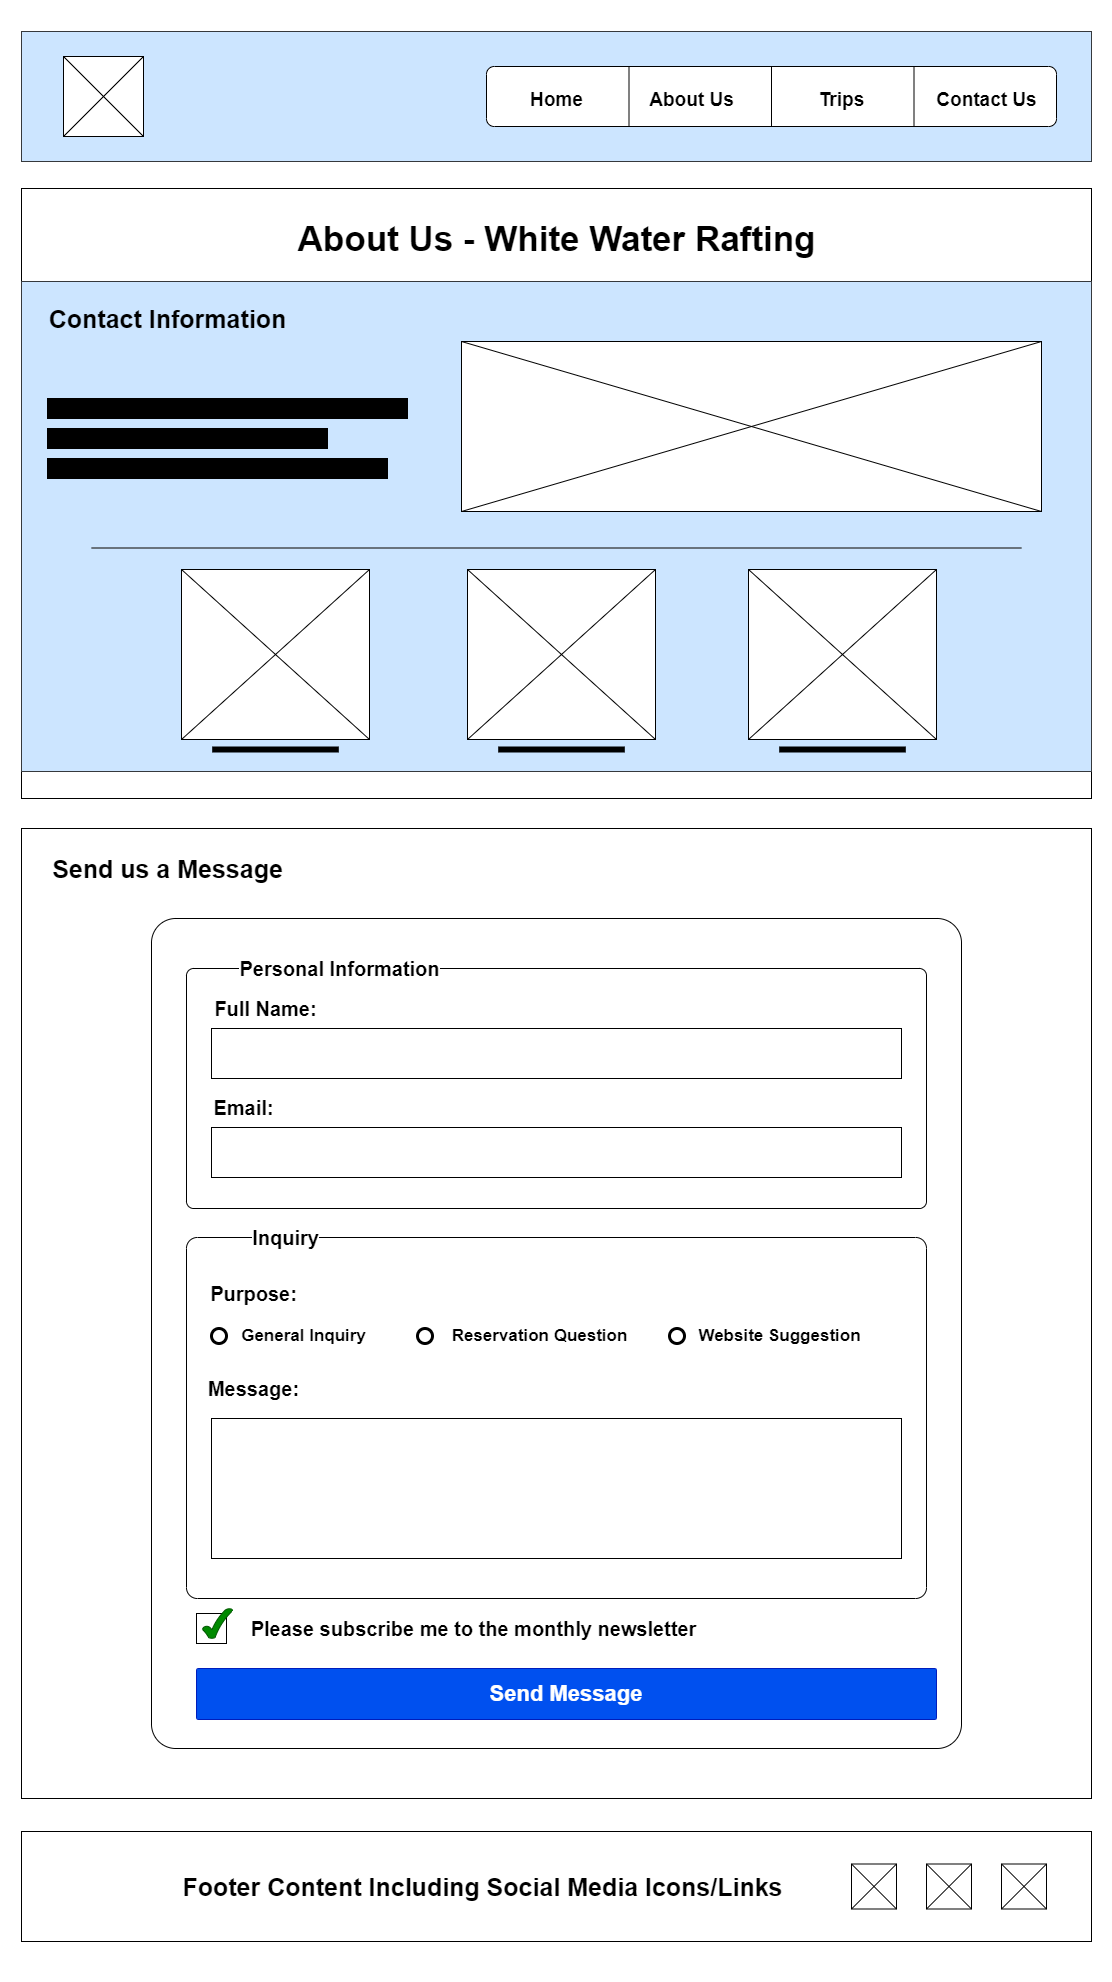 Home About Us Trips Contact Us
About Us - White Water Rafting
Contact Information
Send us a Message
Personal Information
Full Name:
Email:
Inquiry
Purpose:
General Inquiry Reservation Question Website Suggestion
Message:
Please subscribe me to the monthly newsletter
Send Message
Footer Content Including Social Media Icons/Links